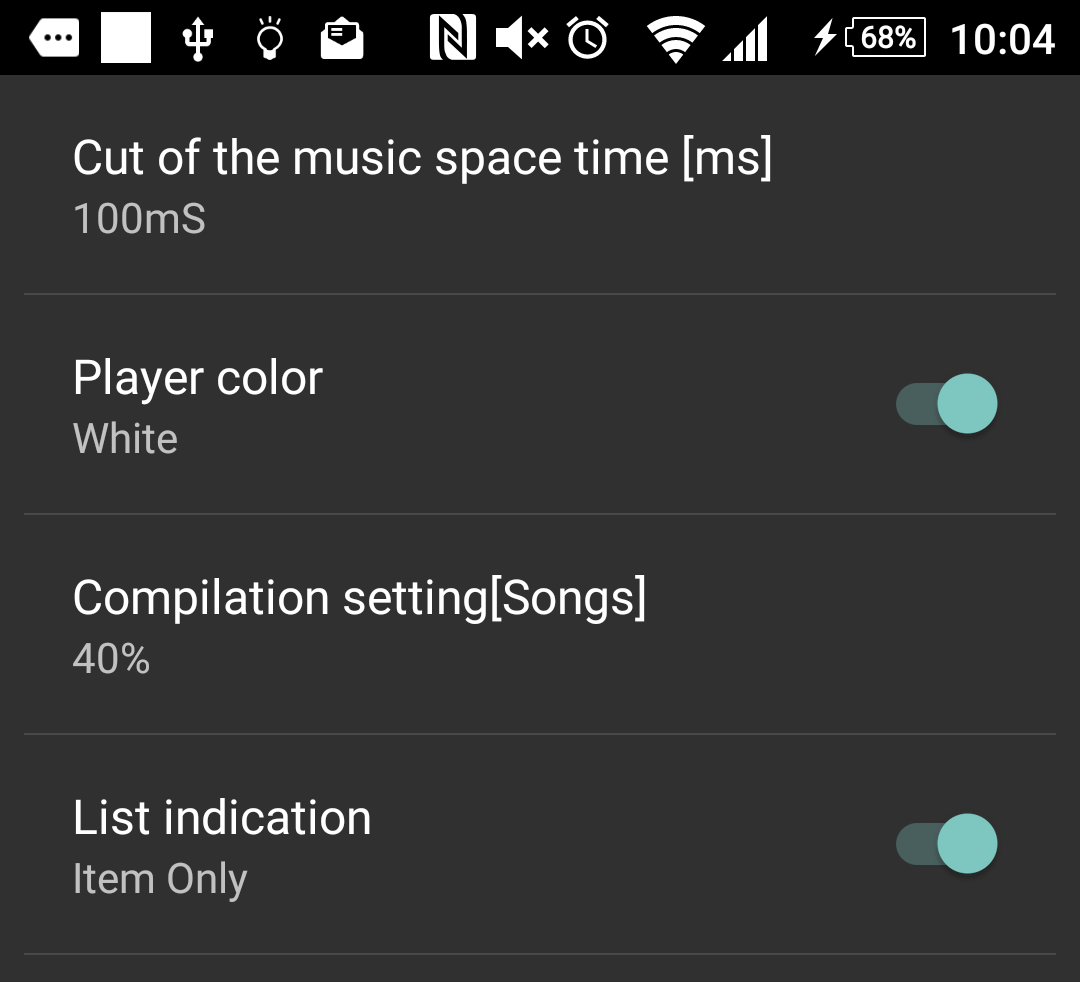 68% 10:04
Cut of the music space time [ms]
100mS
Player color
White
Compilation setting[Songs]
40%
List indication
Item Only